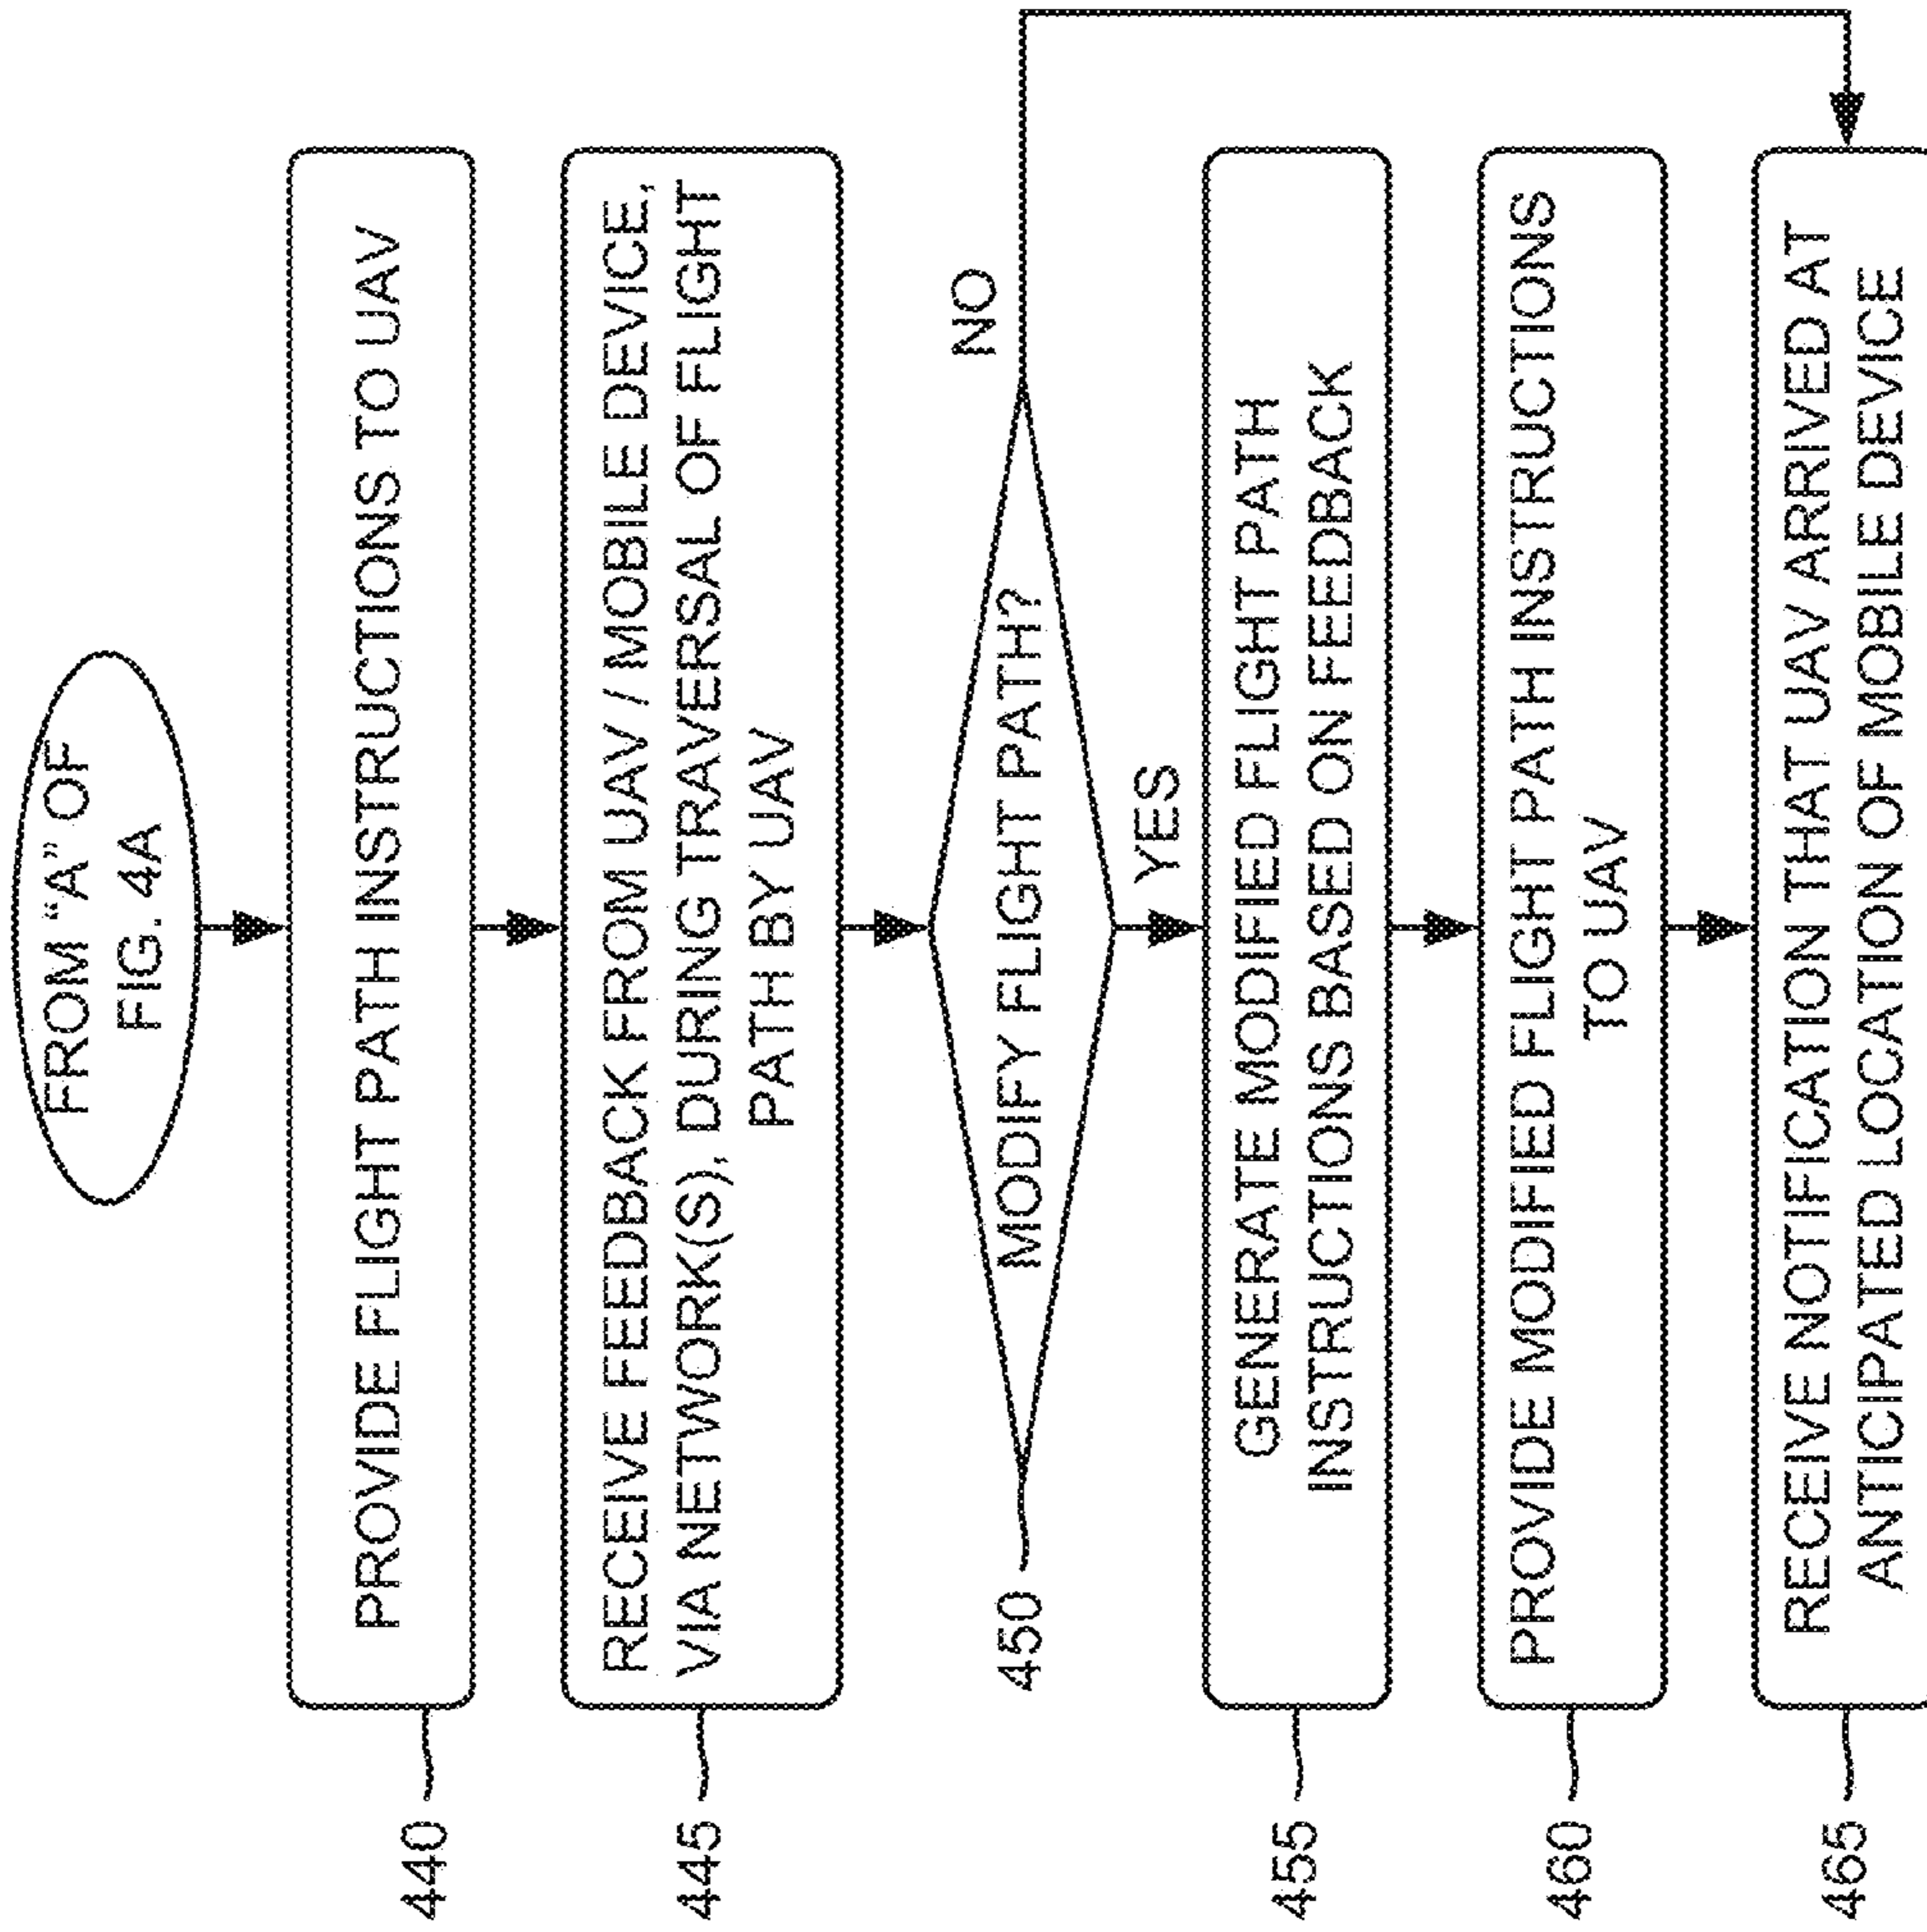 FROM "A" OF
FIG. 4A
440
PROVIDE FLIGHT PATH INSTRUCTIONS TO UAV
445
RECEIVE FEEDBACK FROM UAV / MOBILE DEVICE,
VIA NETWORK(S), DURING TRAVERSAL OF FLIGHT
PATH BY UAV
450
MODIFY FLIGHT PATH?
NO
YES
455
GENERATE MODIFIED FLIGHT PATH
INSTRUCTIONS BASED ON FEEDBACK
460
PROVIDE MODIFIED FLIGHT PATH INSTRUCTIONS
TO UAV
465
RECEIVE NOTIFICATION THAT UAV ARRIVED AT
ANTICIPATED LOCATION OF MOBILE DEVICE